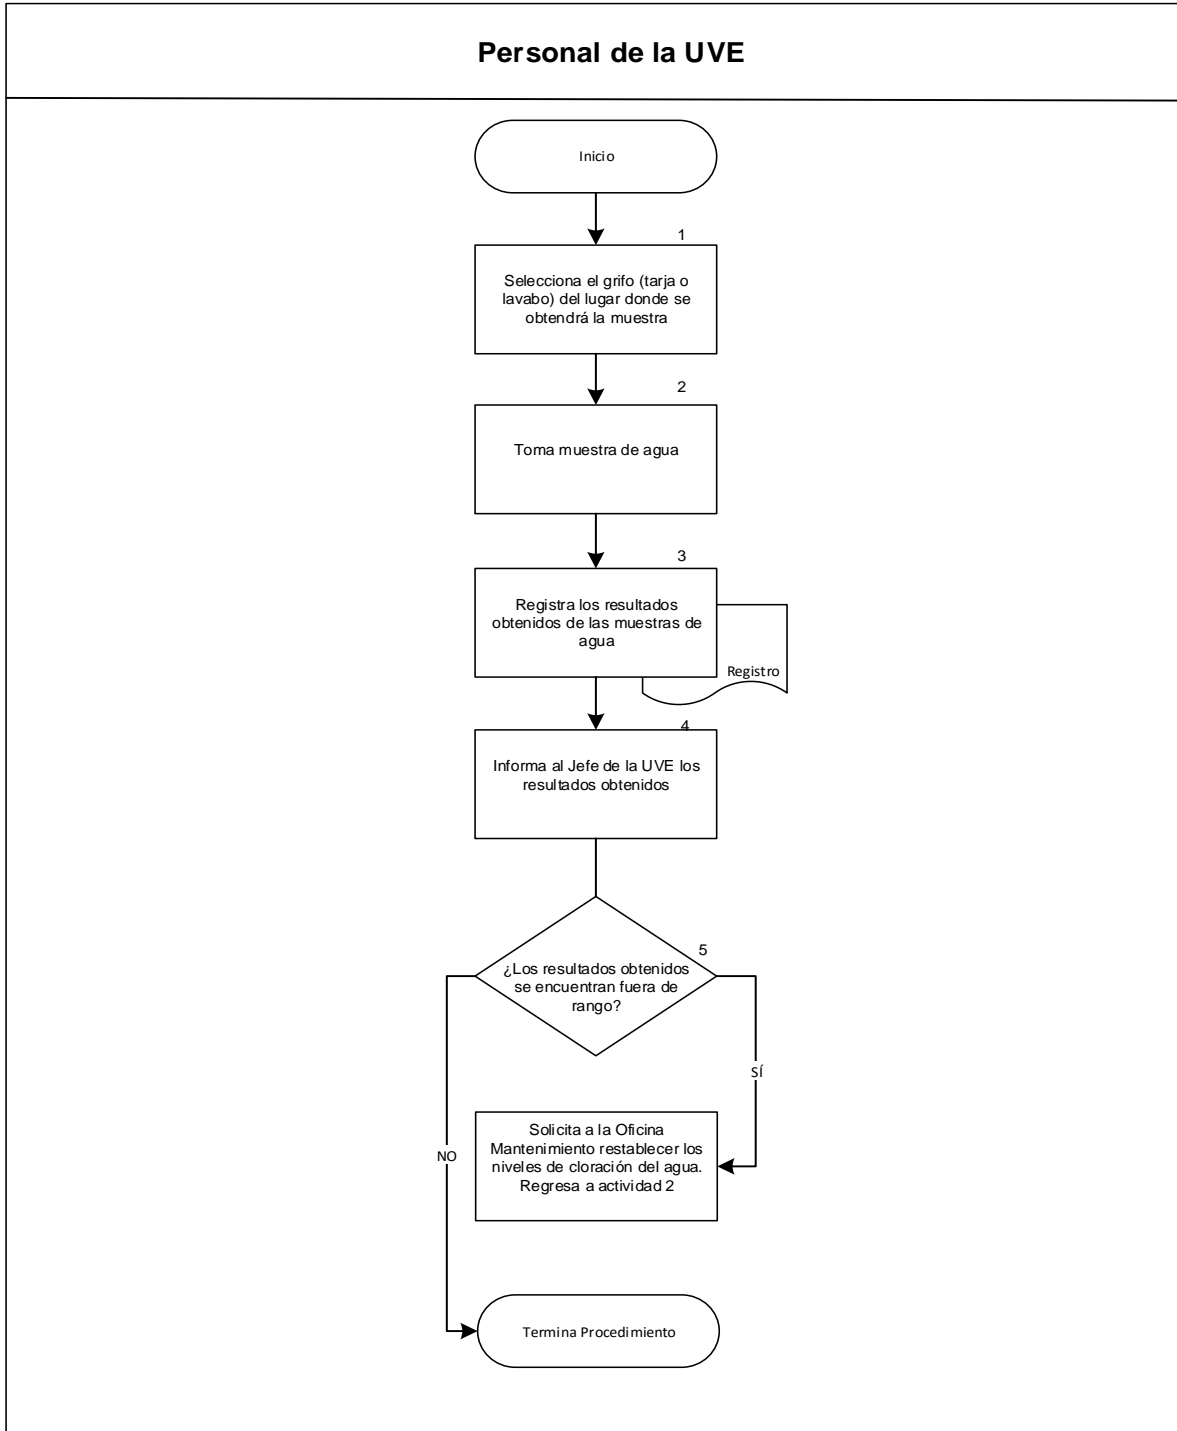 Personal de la UVE
Inicio
1
Selecciona el grifo (tarja o
lavabo) del lugar donde se
obtendrá la muestra
2
Toma muestra de agua
3
Registra los resultados
obtenidos de las muestras de
agua
Registro
4
Informa al Jefe de la UVE los
resultados obtenidos
5
¿Los resultados obtenidos
se encuentran fuera de
rango?
SÍ
Solicita a la Oficina
Mantenimiento restablecer los
niveles de cloración del agua.
Regresa a actividad 2
NO
Termina Procedimiento